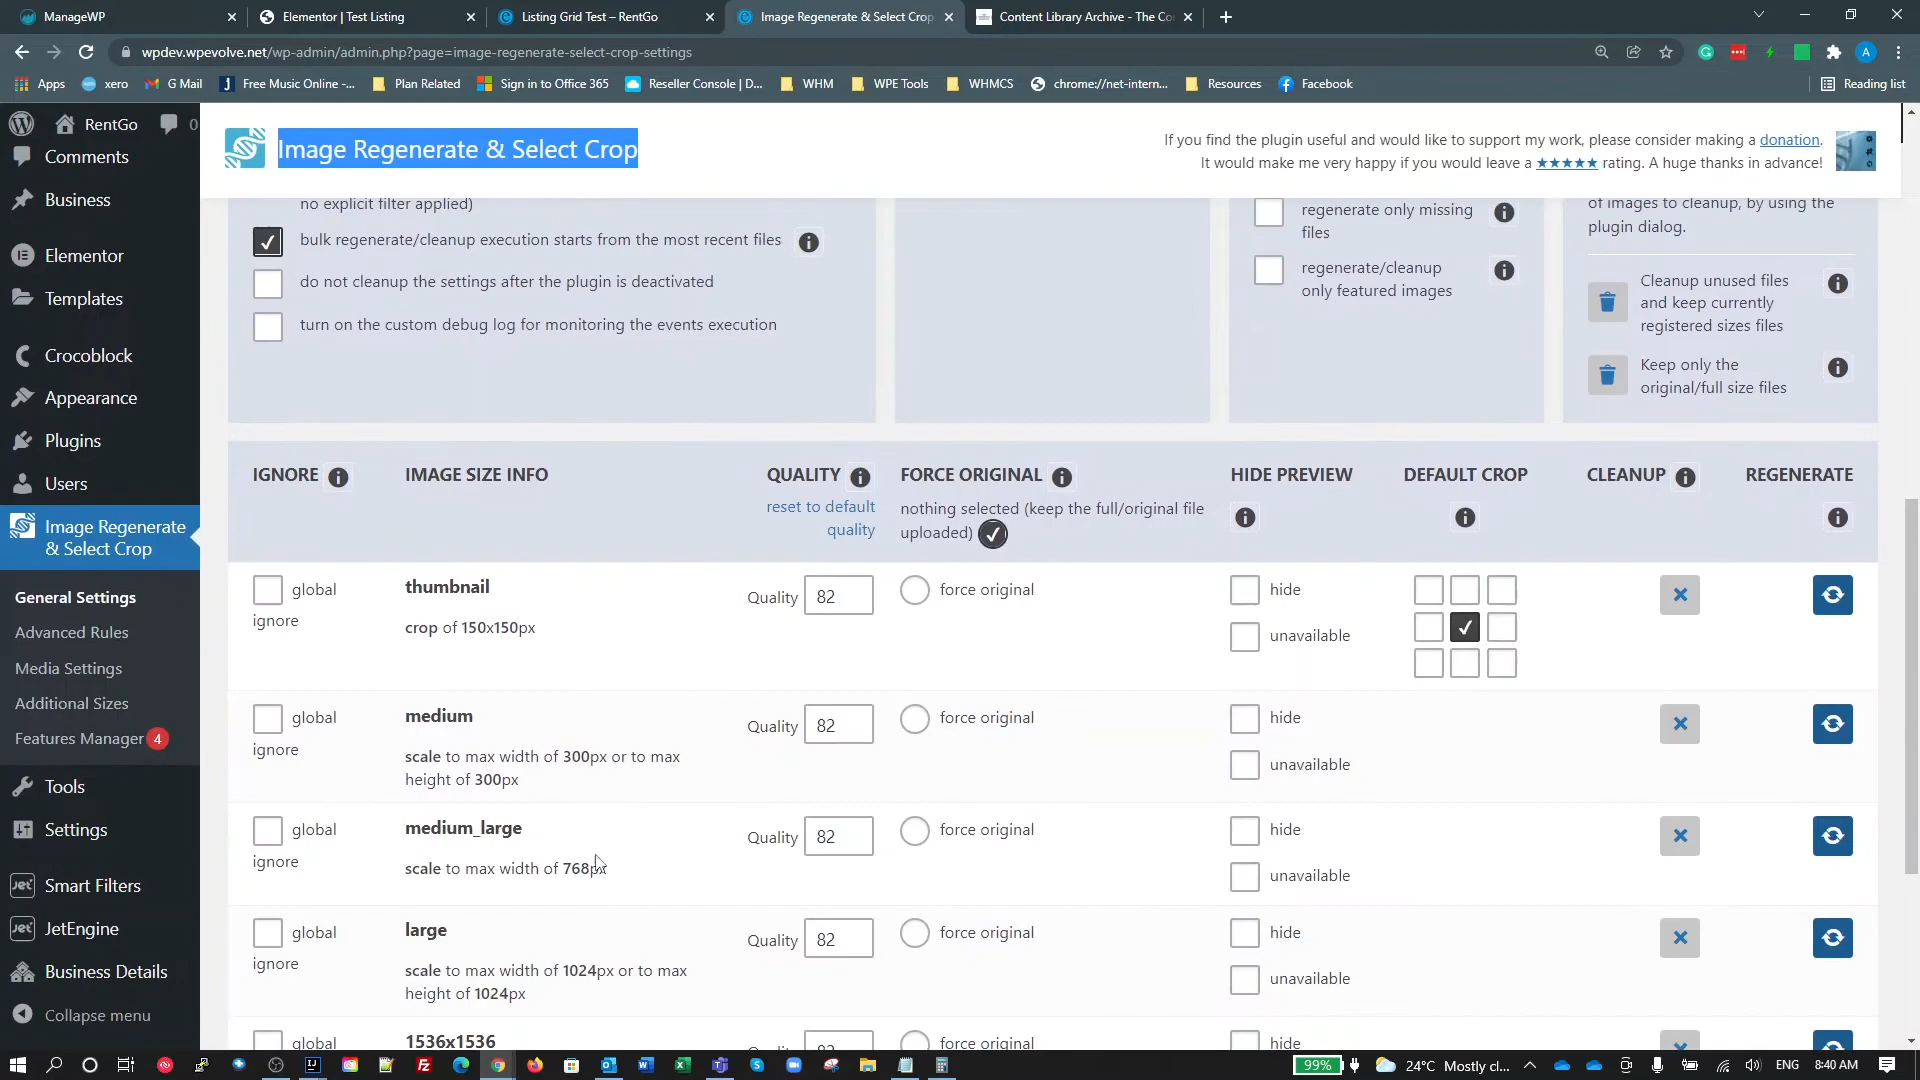 ManageWP
Elementor | Test Listing
Listing Grid Test – RentGo
Image Regenerate & Select Crop
Content Library Archive - The Co
wpdev.wpevolve.net/wp-admin/admin.php?page=image-regenerate-select-crop-settings
Apps
xero
G Mail
Free Music Online -...
Plan Related
Sign in to Office 365
Reseller Console | D...
WHM
WPE Tools
WHMCS
chrome://net-intern...
Resources
Facebook
Reading list
RentGo
0
Comments
Business
Elementor
Templates
Crocoblock
Appearance
Plugins
Users
Image Regenerate
& Select Crop
General Settings
Advanced Rules
Media Settings
Additional Sizes
Features Manager 4
Tools
Settings
Smart Filters
JetEngine
Business Details
Collapse menu
Image Regenerate & Select Crop
If you find the plugin useful and would like to support my work, please consider making a donation.
It would make me very happy if you would leave a ★★★★★ rating. A huge thanks in advance!
no explicit filter applied)
bulk regenerate/cleanup execution starts from the most recent files
do not cleanup the settings after the plugin is deactivated
turn on the custom debug log for monitoring the events execution
regenerate only missing
files
regenerate/cleanup
only featured images
of images to cleanup, by using the
plugin dialog.
Cleanup unused files
and keep currently
registered sizes files
Keep only the
original/full size files
IGNORE
IMAGE SIZE INFO
QUALITY
reset to default
quality
FORCE ORIGINAL
nothing selected (keep the full/original file
uploaded)
HIDE PREVIEW
DEFAULT CROP
CLEANUP
REGENERATE
global
ignore
thumbnail
crop of 150x150px
Quality 82
force original
hide
unavailable
global
ignore
medium
scale to max width of 300px or to max
height of 300px
Quality 82
force original
hide
unavailable
global
ignore
medium_large
scale to max width of 768px
Quality 82
force original
hide
unavailable
global
ignore
large
scale to max width of 1024px or to max
height of 1024px
Quality 82
force original
hide
unavailable
global
1536x1536
force original
hide
99%
24°C Mostly cl...
ENG
8:40 AM